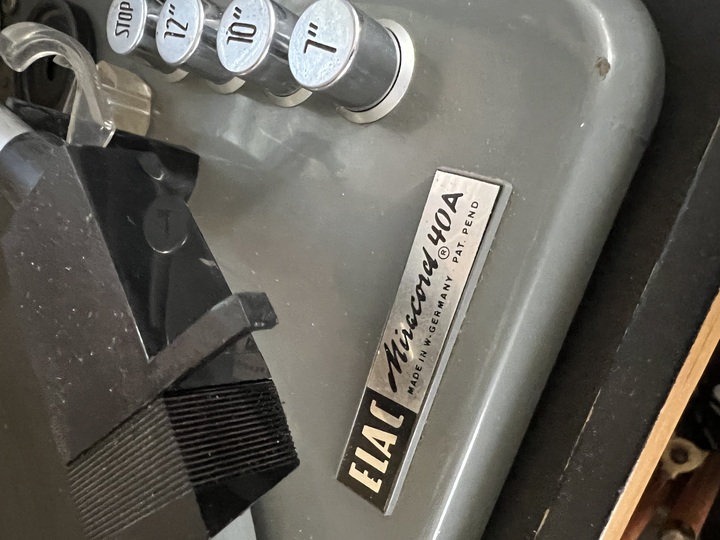 STOP
12"
10"
7"
ELAC Miracord® 40A
MADE IN W-GERMANY · PAT. PEND